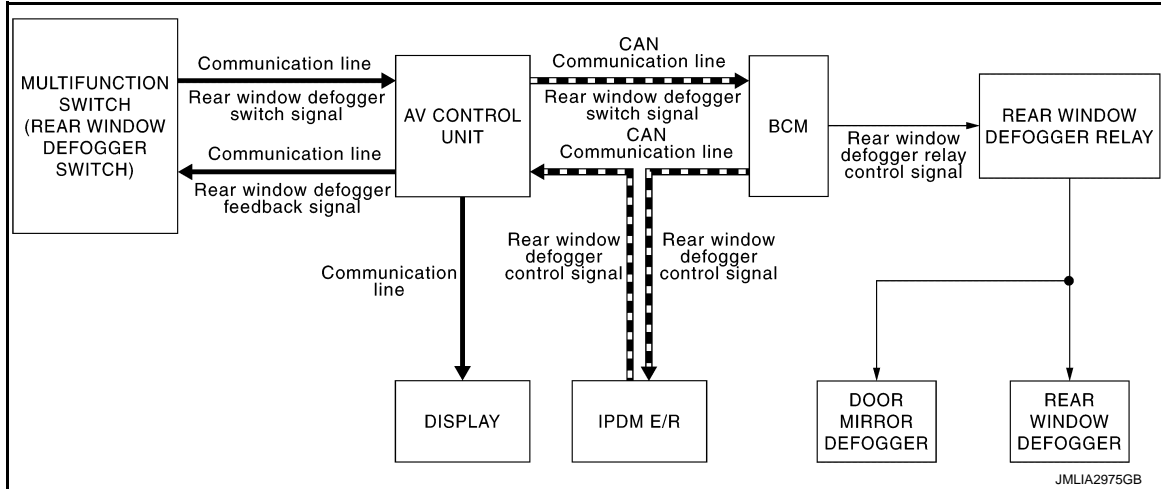 MULTIFUNCTION
SWITCH
(REAR WINDOW
DEFOGGER
SWITCH)
Communication line
Rear window defogger
switch signal
Communication line
Rear window defogger
feedback signal
AV CONTROL
UNIT
CAN
Communication line
Rear window defogger
switch signal
CAN
Communication line
BCM
Rear window
defogger relay
control signal
REAR WINDOW
DEFOGGER RELAY
Communication
line
Rear window
defogger
control signal
Rear window
defogger
control signal
DISPLAY
IPDM E/R
DOOR
MIRROR
DEFOGGER
REAR
WINDOW
DEFOGGER
JMLIA2975GB